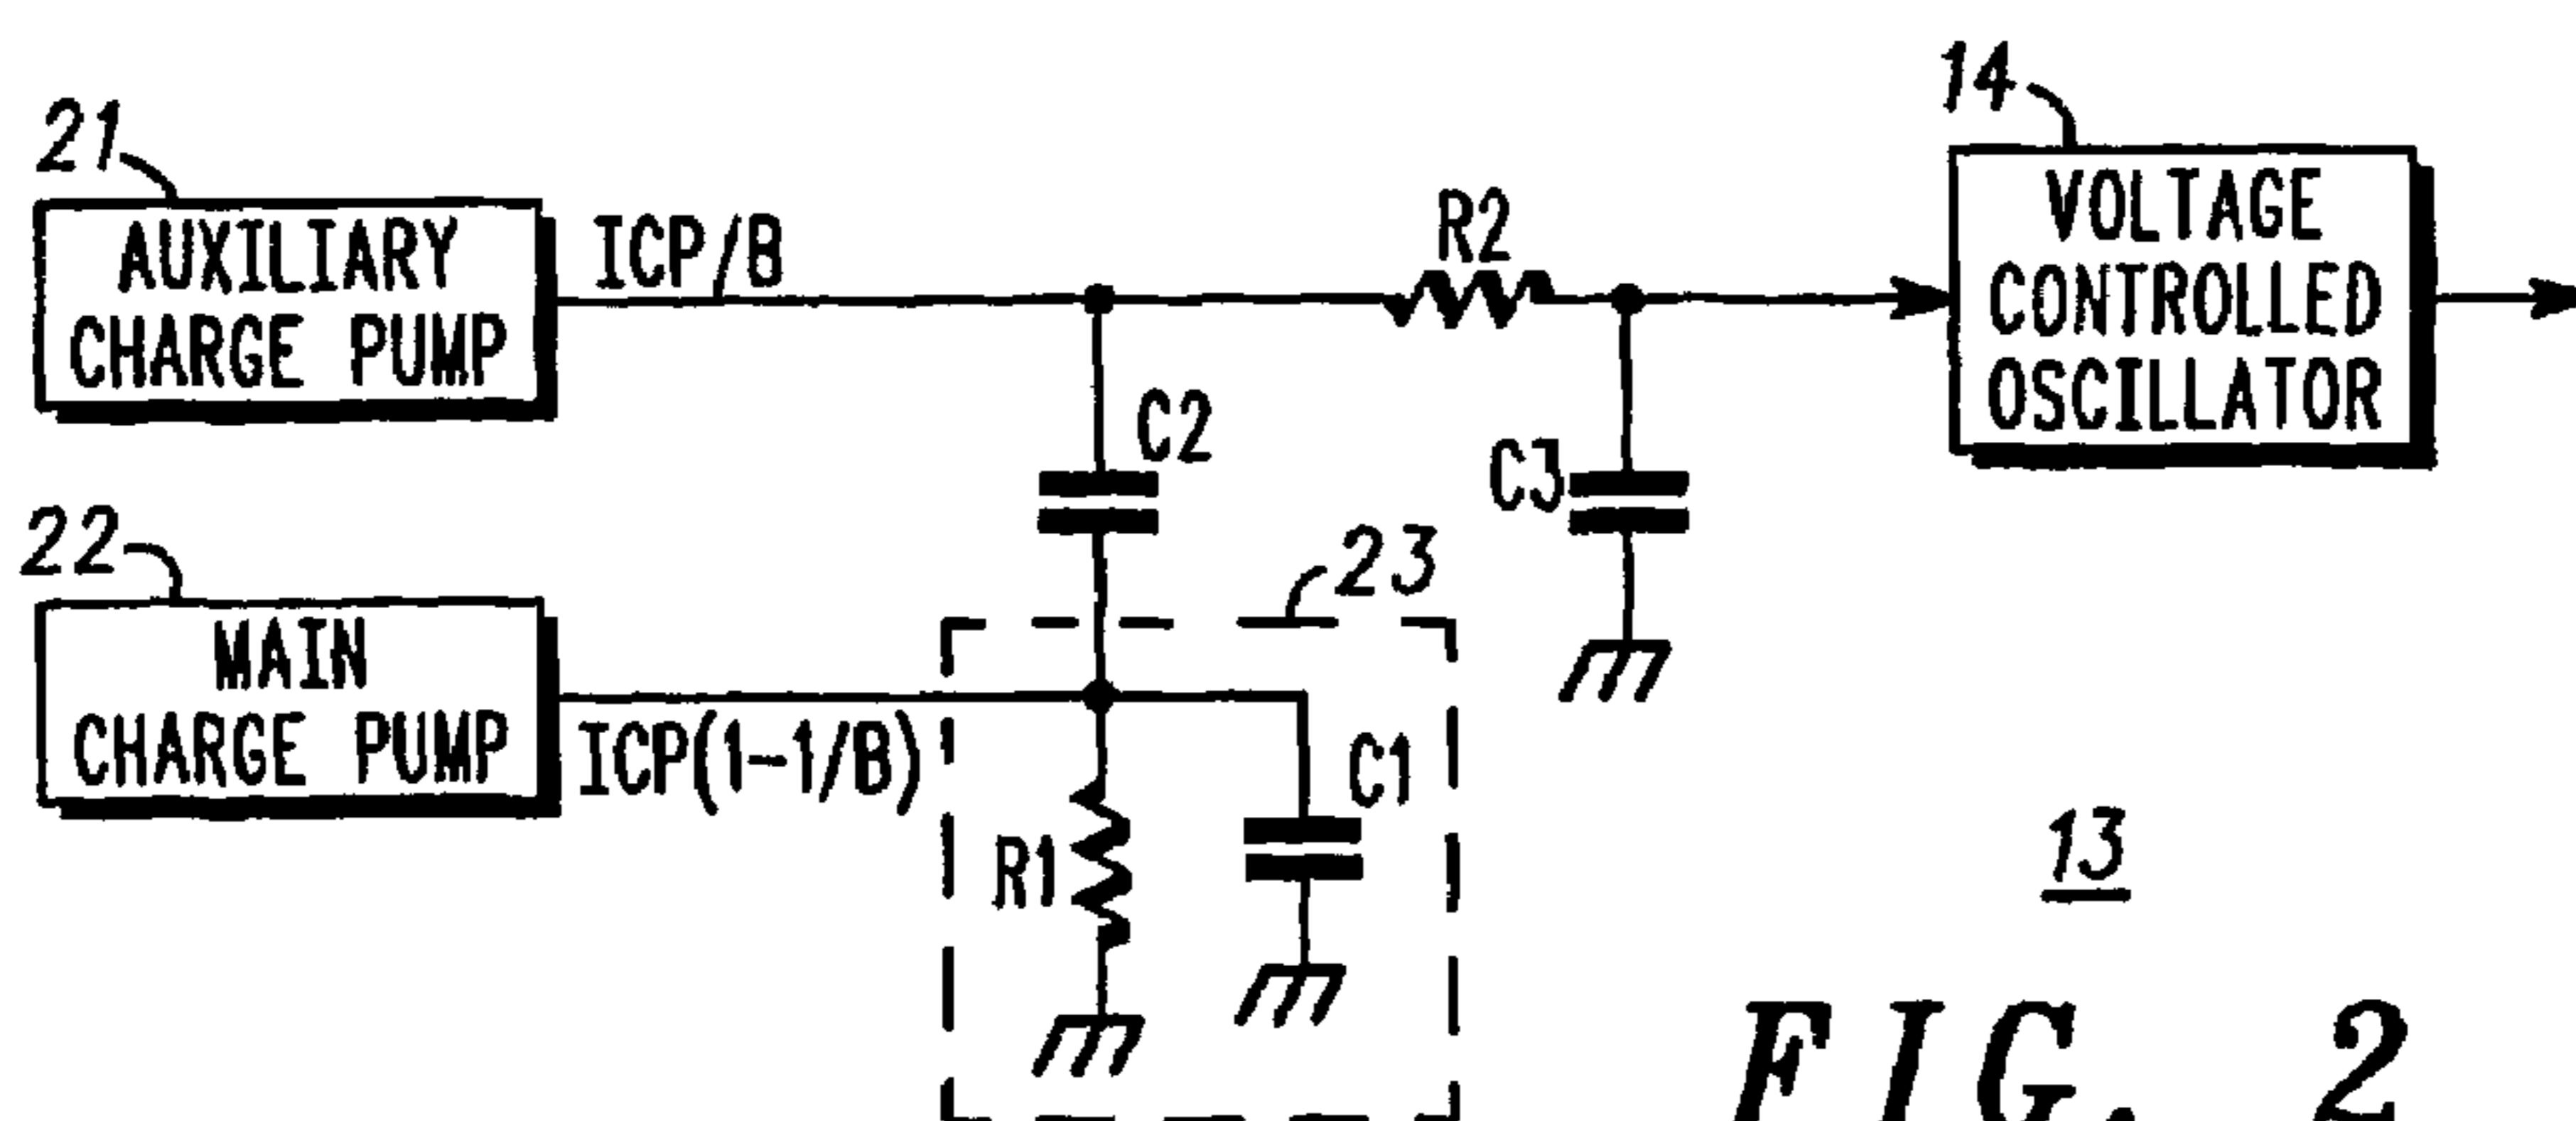 14
21
AUXILIARY
CHARGE PUMP
ICP/B
R2
VOLTAGE
CONTROLLED
OSCILLATOR
C2
C3
22
23
MAIN
CHARGE PUMP
ICP(1-1/B)
R1
C1
13
FIG. 2